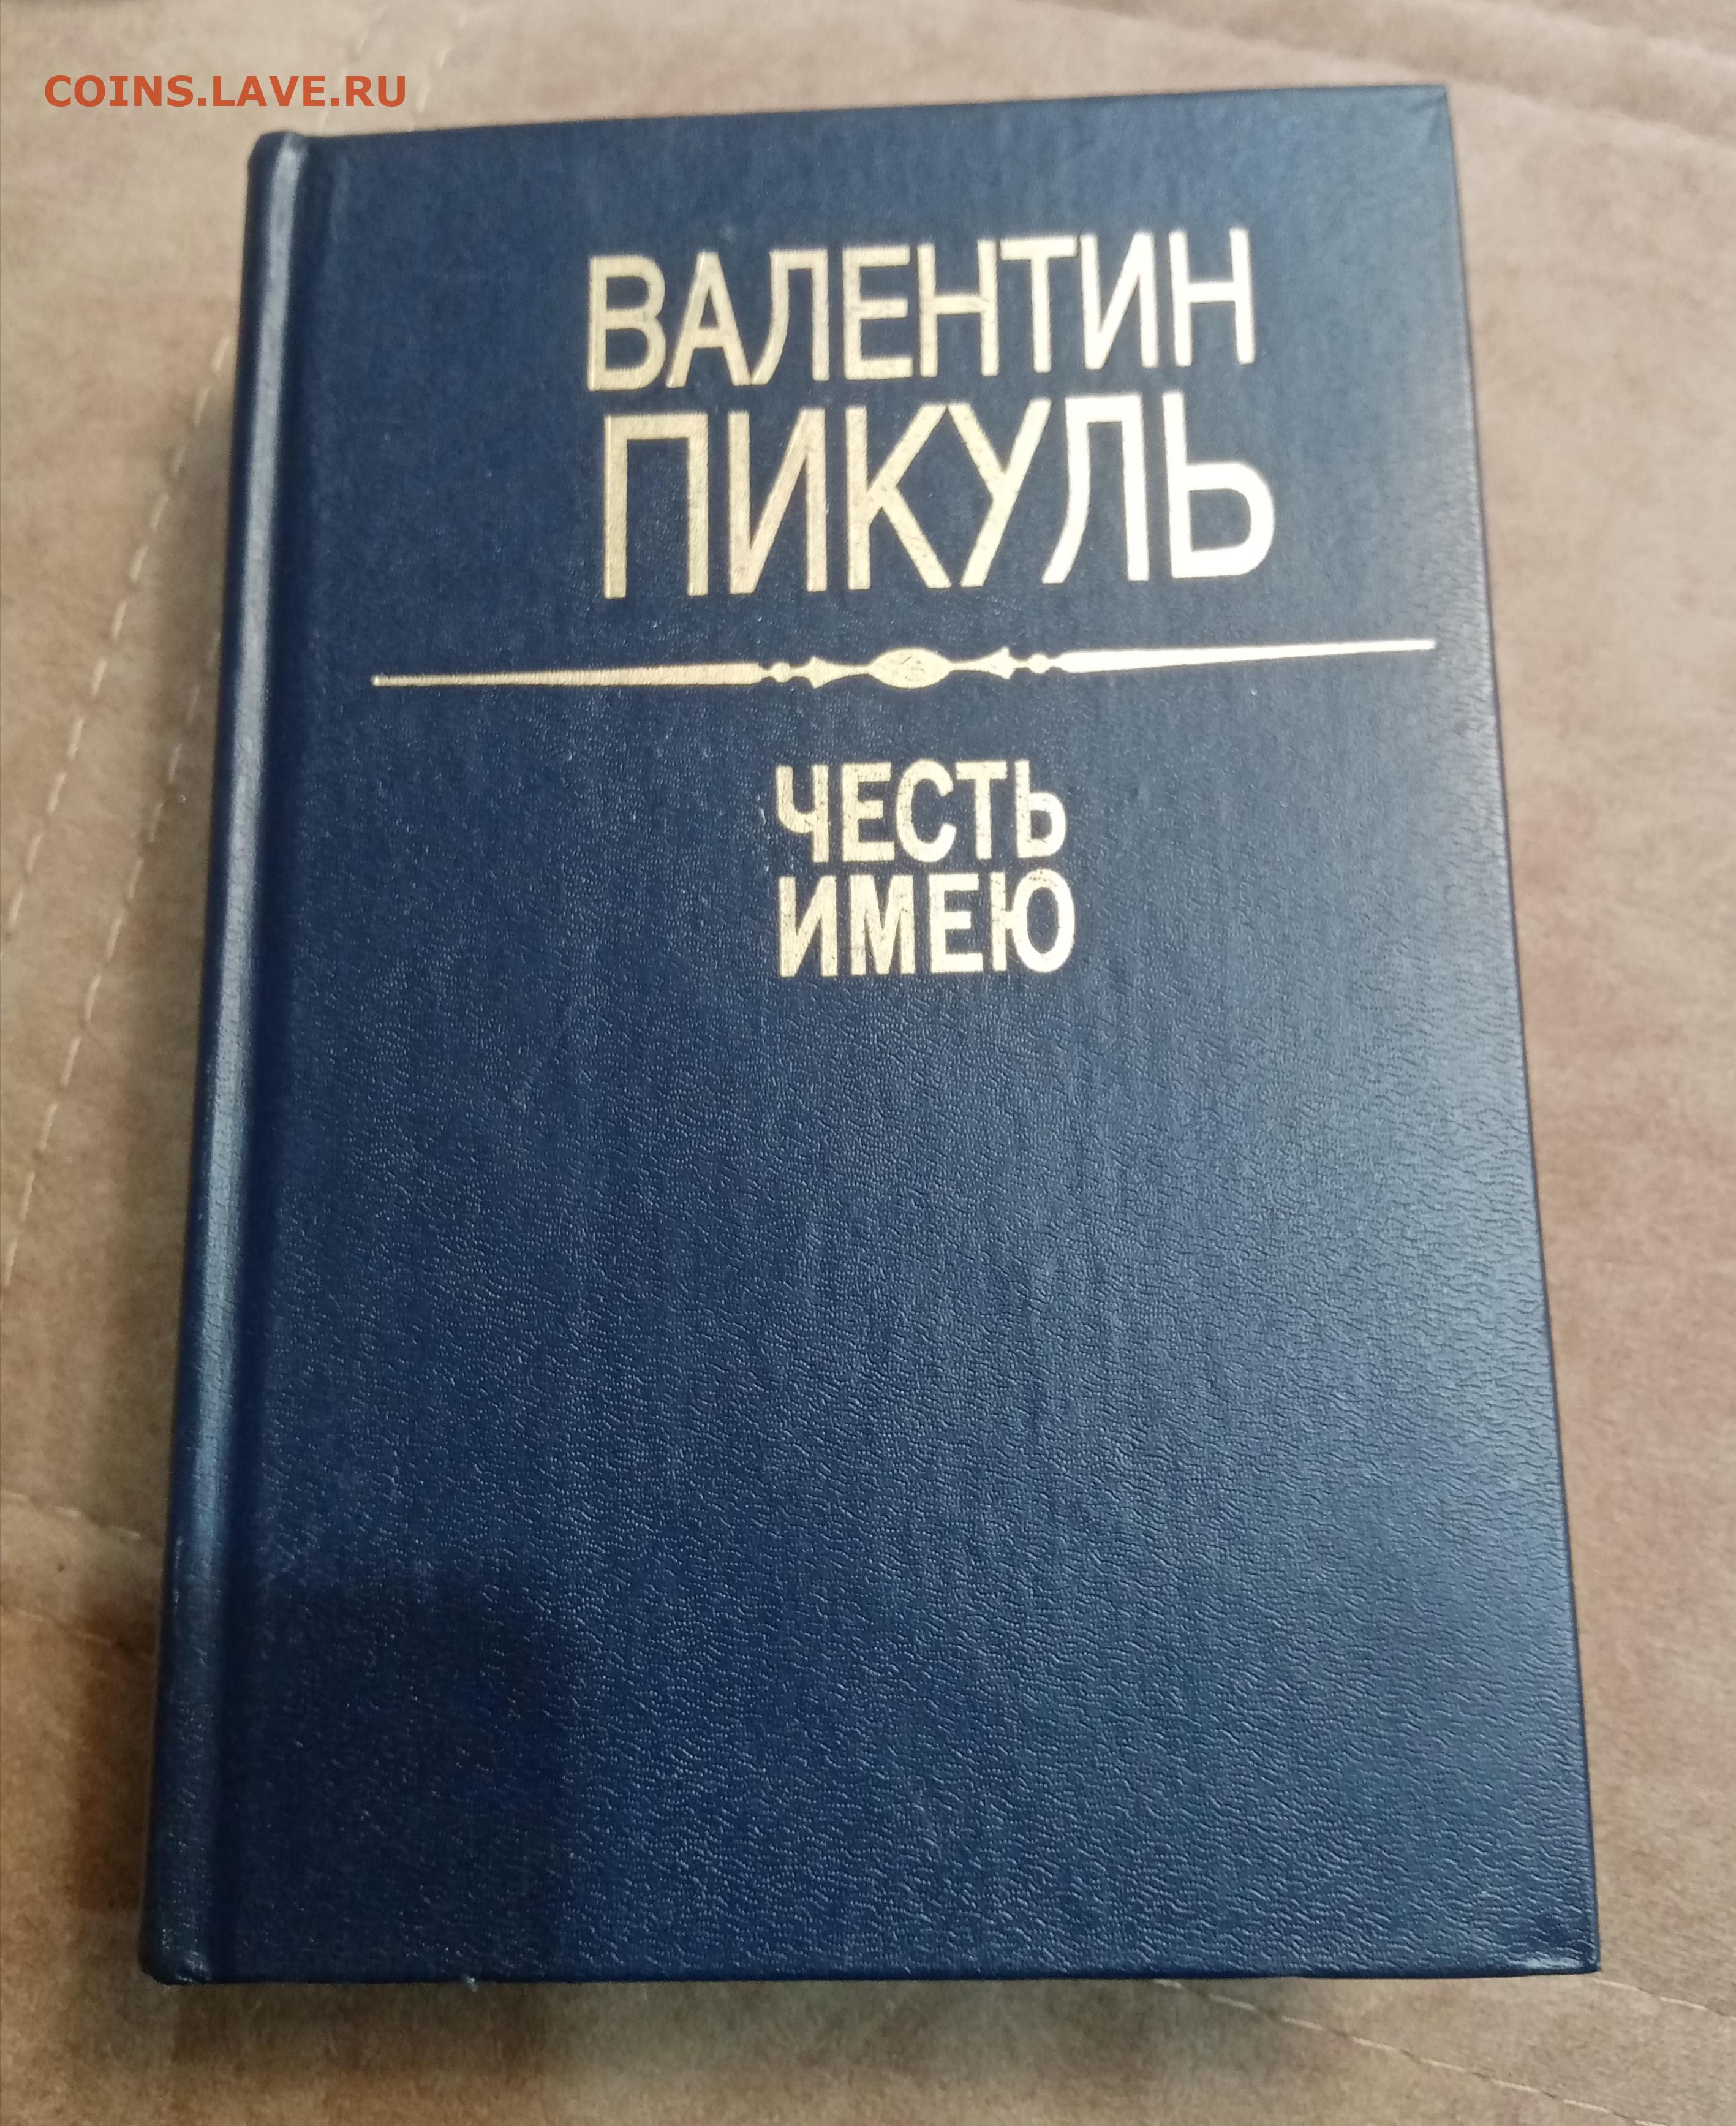 COINS.LAVE.RU
ВАЛЕНТИН
ПИКУЛЬ
ЧЕСТЬ
ИМЕЮ